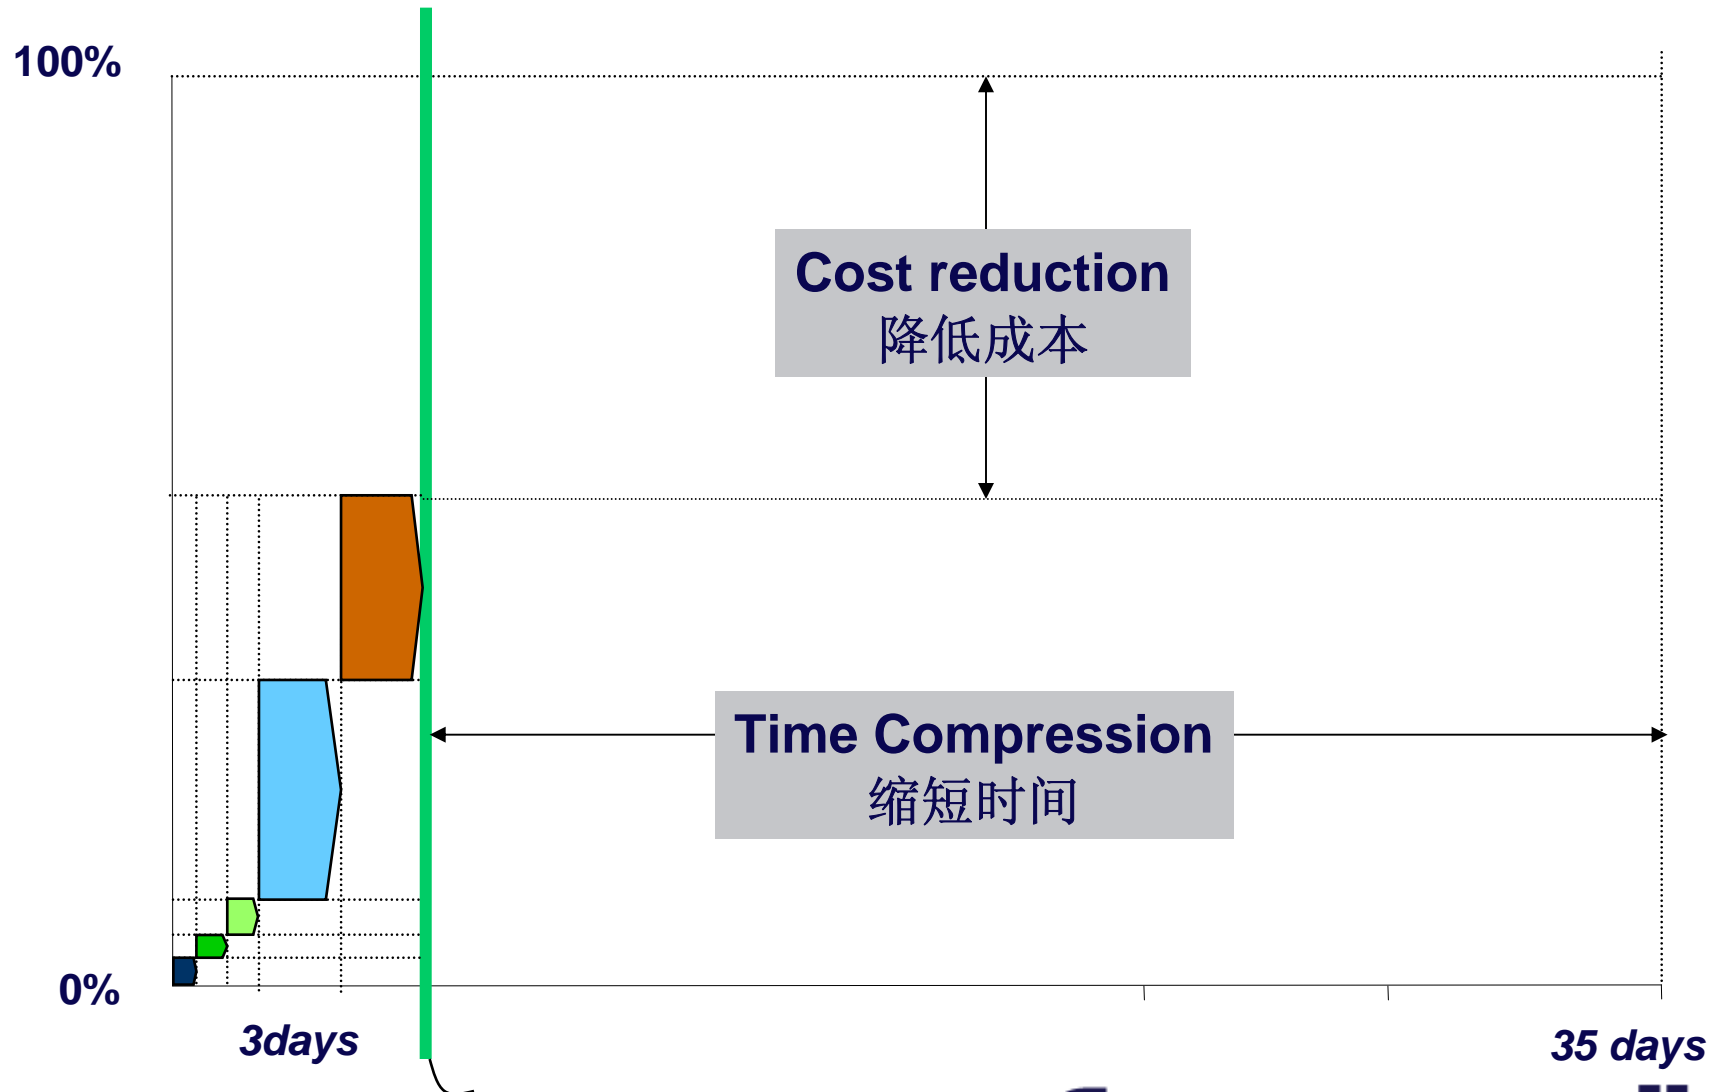 100%
Cost reduction
降低成本
Time Compression
缩短时间
0%
3days
35 days